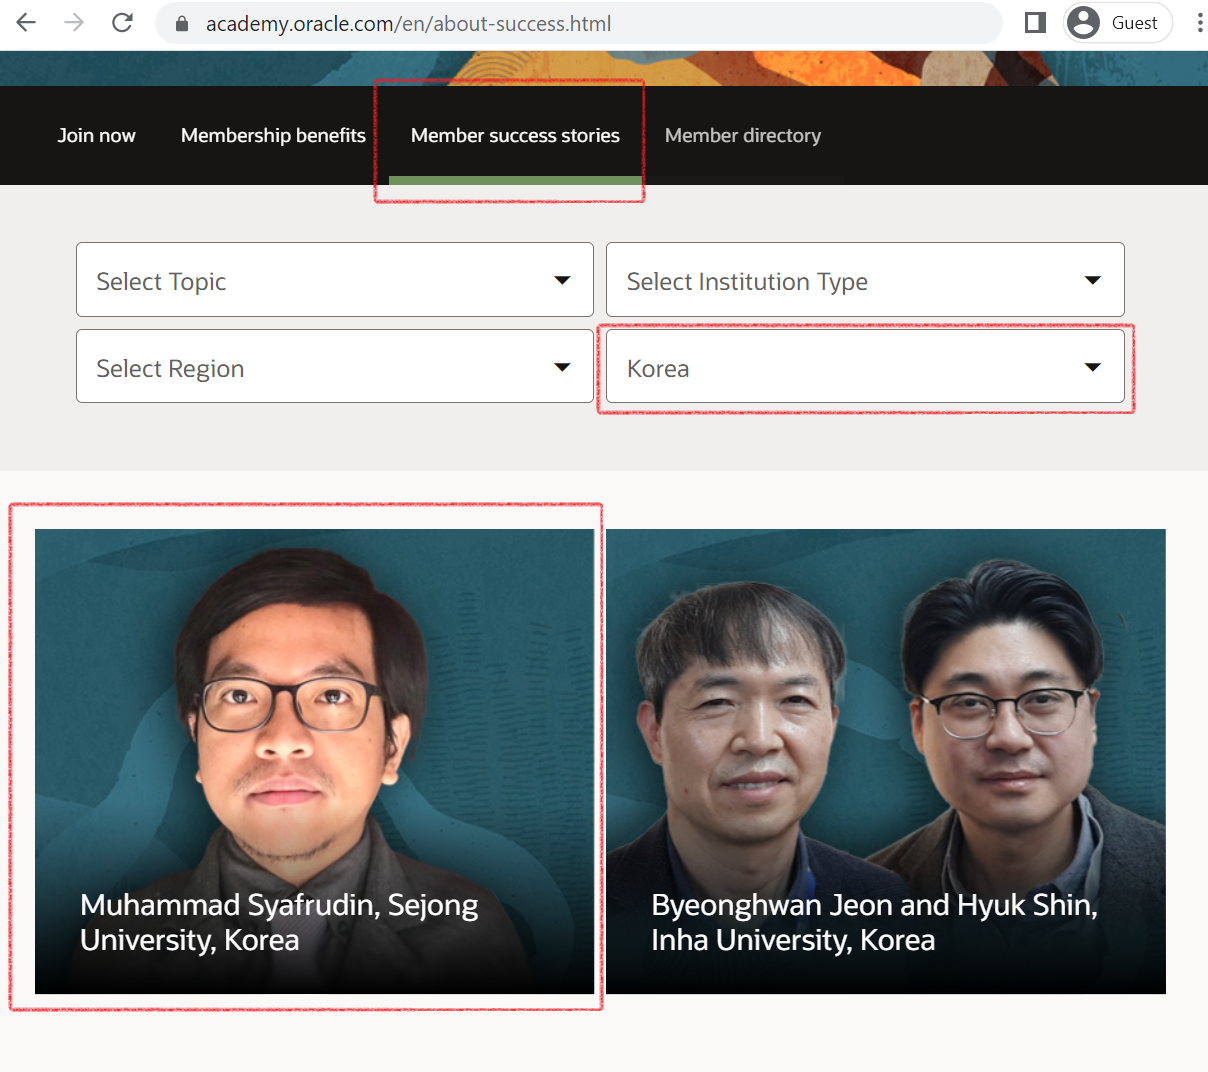 academy.oracle.com/en/about-success.html
Guest
Join now
Membership benefits
Member success stories
Member directory
Select Topic
Select Institution Type
Select Region
Korea
Muhammad Syafrudin, Sejong
University, Korea
Byeonghwan Jeon and Hyuk Shin,
Inha University, Korea